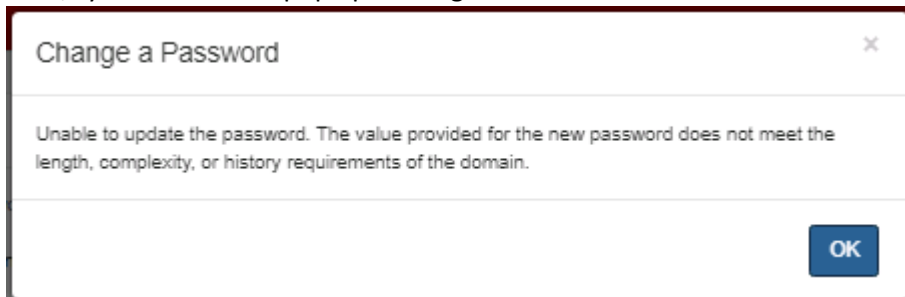 Change a Password
×
Unable to update the password. The value provided for the new password does not meet the
length, complexity, or history requirements of the domain.
OK